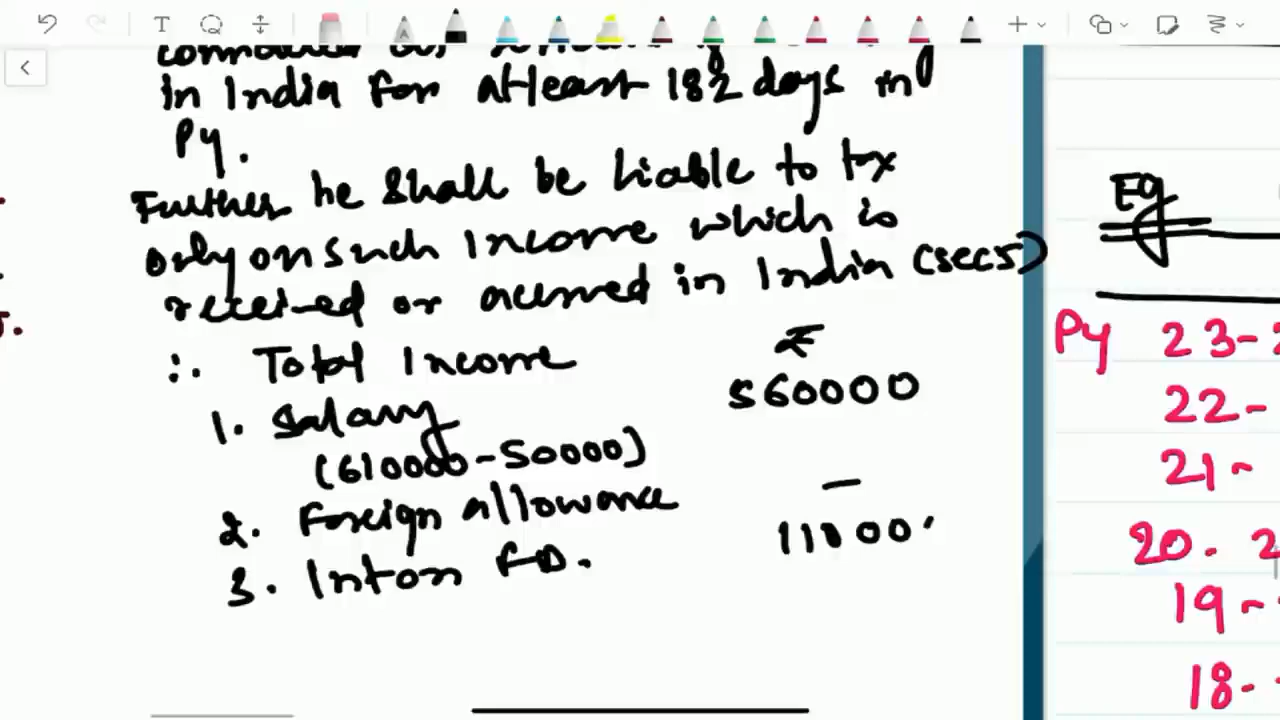 in India for atleast 182 days in
Py.
Further he shall be liable to tax
only on such Income which is
received or accrued in India (sec5)
∴ Total Income ₹
1. Salary 560000
(610000-50000)
2. Foreign allowance —
3. Int on FD. 11000
Eg
Py 23-
22-
21-
20-2
19-
18-